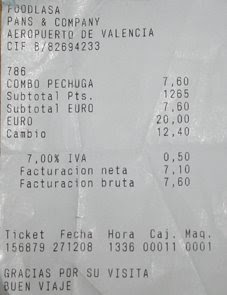 FOODLASA
PANS & COMPANY
AEROPUERTO DE VALENCIA
CIF B/82694233
786
COMBO PECHUGA 7,60
Subtotal Pts. 1265
Subtotal EURO 7,60
EURO 20,00
Cambio 12,40
7,00% IVA 0,50
Facturacion neta 7,10
Facturacion bruta 7,60
Ticket Fecha Hora Caj. Maq.
156879 271208 1336 00011 0001
GRACIAS POR SU VISITA
BUEN VIAJE